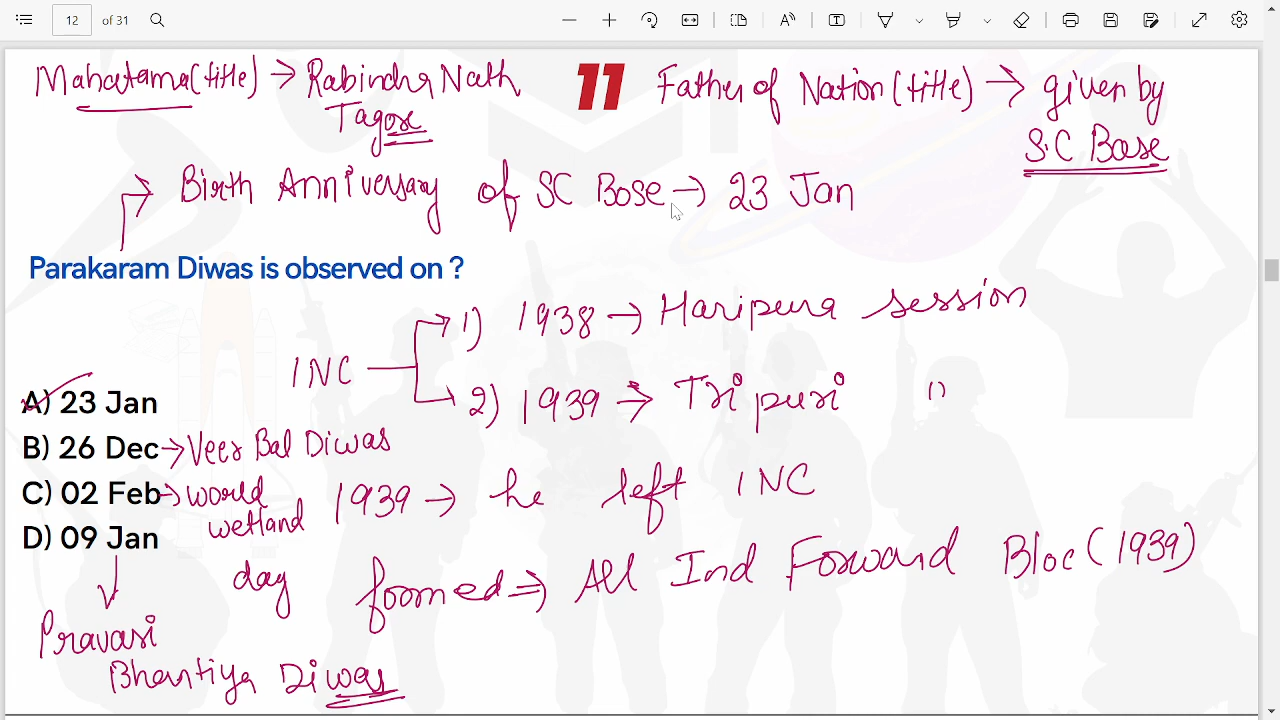 12 of 31
Mahatama(title) → Rabindra Nath Tagore
11
Father of Nation(title) → given by S.C Base
→ Birth Anniversary of SC Bose → 23 Jan
Parakaram Diwas is observed on ?
INC
1) 1938 → Haripura session
2) 1939 → Tripuri 11
A) 23 Jan
B) 26 Dec → Veer Bal Diwas
C) 02 Feb → world wetland day
D) 09 Jan
Pravasi
Bhartiya Diwas
1939 → he left INC
formed ⇒ All Ind Forward Bloc (1939)